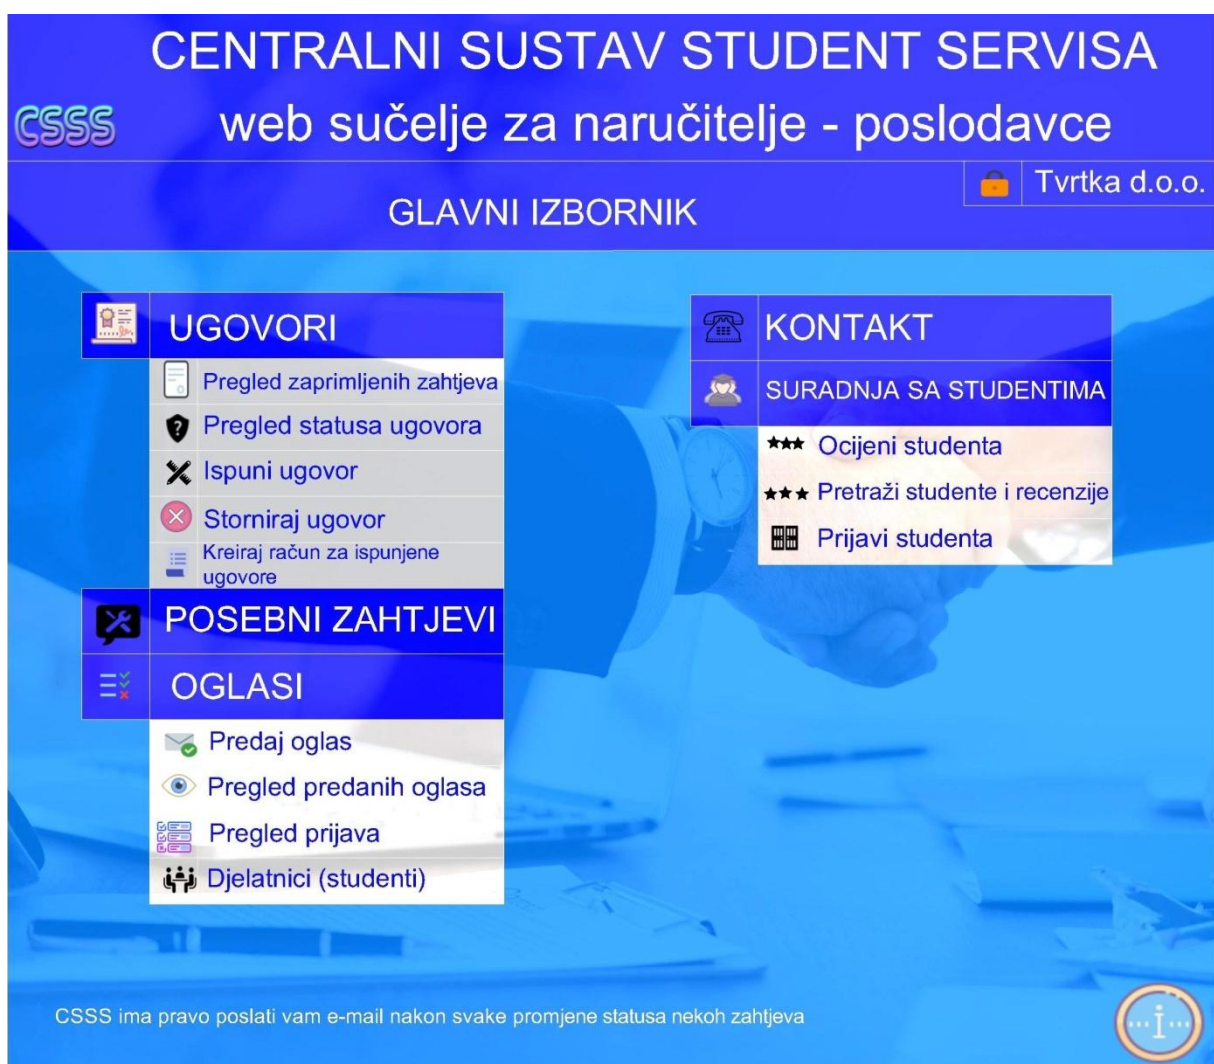 CENTRALNI SUSTAV STUDENT SERVISA
CSSS
web sučelje za naručitelje - poslodavce
Tvrtka d.o.o.
GLAVNI IZBORNIK
UGOVORI
Pregled zaprimljenih zahtjeva
Pregled statusa ugovora
Ispuni ugovor
Storniraj ugovor
Kreiraj račun za ispunjene
ugovore
POSEBNI ZAHTJEVI
OGLASI
Predaj oglas
Pregled predanih oglasa
Pregled prijava
Djelatnici (studenti)
KONTAKT
SURADNJA SA STUDENTIMA
Ocijeni studenta
Pretraži studente i recenzije
Prijavi studenta
CSSS ima pravo poslati vam e-mail nakon svake promjene statusa nekoh zahtjeva
...i...